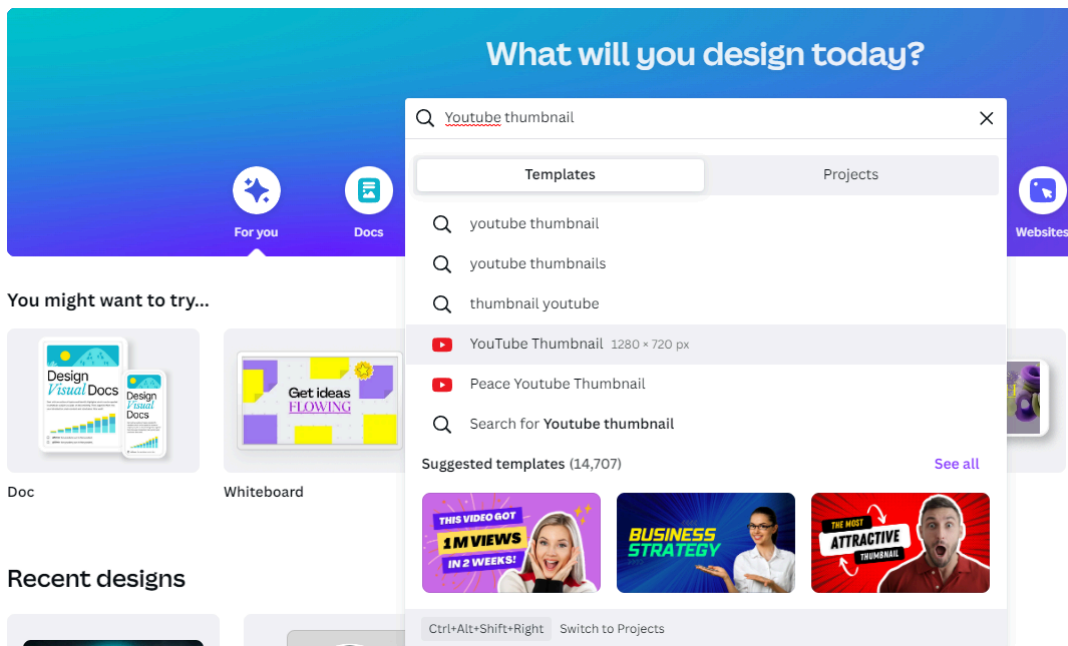 What will you design today?
Youtube thumbnail
Templates
Projects
For you
Docs
Websites
youtube thumbnail
youtube thumbnails
thumbnail youtube
YouTube Thumbnail 1280 × 720 px
Peace Youtube Thumbnail
Search for Youtube thumbnail
Suggested templates (14,707)
See all
THIS VIDEO GOT
1M VIEWS
IN 2 WEEKS!
BUSINESS
STRATEGY
THE MOST
ATTRACTIVE
THUMBNAIL
Ctrl+Alt+Shift+Right Switch to Projects
You might want to try...
Design
Visual Docs
Design
Visual
Docs
Get ideas
FLOWING
Doc
Whiteboard
Recent designs